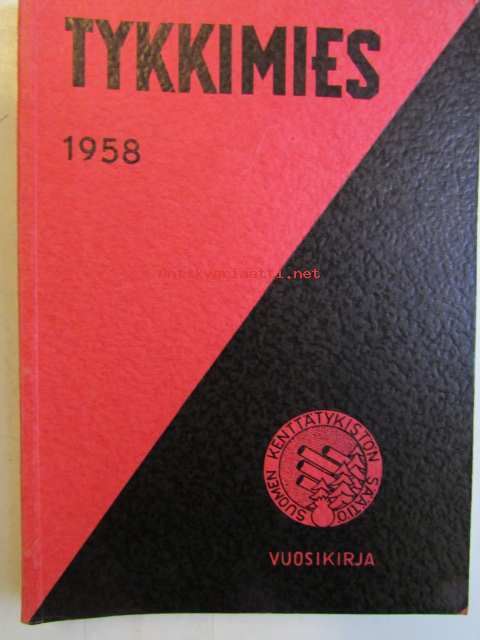 TYKKIMIES
1958
Antikvariaatti.net
SUOMEN KENTTÄTYKISTÖN SÄÄTIÖ
VUOSIKIRJA